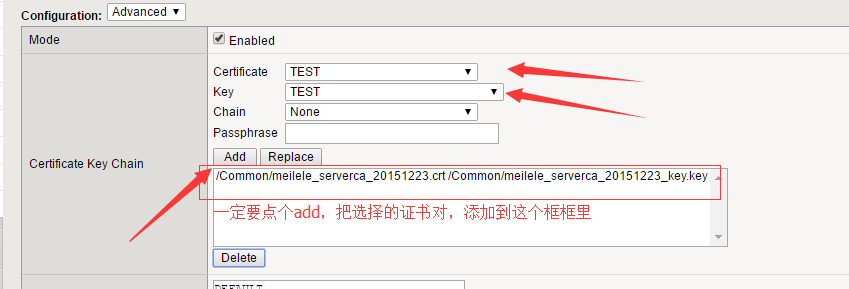 Configuration: Advanced
Mode
Enabled
Certificate TEST
Key TEST
Chain None
Passphrase
Certificate Key Chain
Add Replace
/Common/meilele_serverca_20151223.crt /Common/meilele_serverca_20151223_key.key
一定要点个add，把选择的证书对，添加到这个框框里
Delete